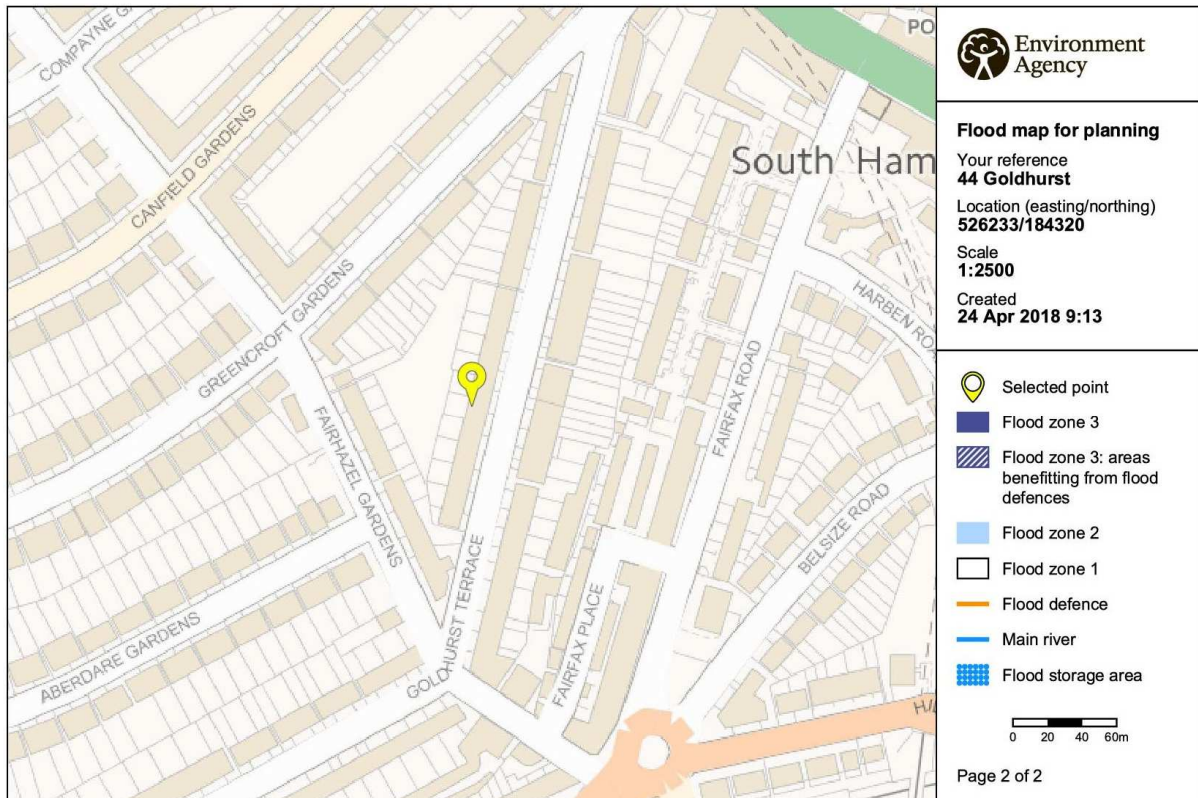 COMPAYNE GA
PO
CANFIELD GARDENS
South Ham
GREENCROFT GARDENS
HARBEN ROA
FAIRHAZEL GARDENS
FAIRFAX ROAD
BELSIZE ROAD
GOLDHURST TERRACE
FAIRFAX PLACE
ABERDARE GARDENS
Environment
Agency
Flood map for planning
Your reference
44 Goldhurst
Location (easting/northing)
526233/184320
Scale
1:2500
Created
24 Apr 2018 9:13
Selected point
Flood zone 3
Flood zone 3: areas
benefitting from flood
defences
Flood zone 2
Flood zone 1
Flood defence
Main river
Flood storage area
0 20 40 60m
Page 2 of 2